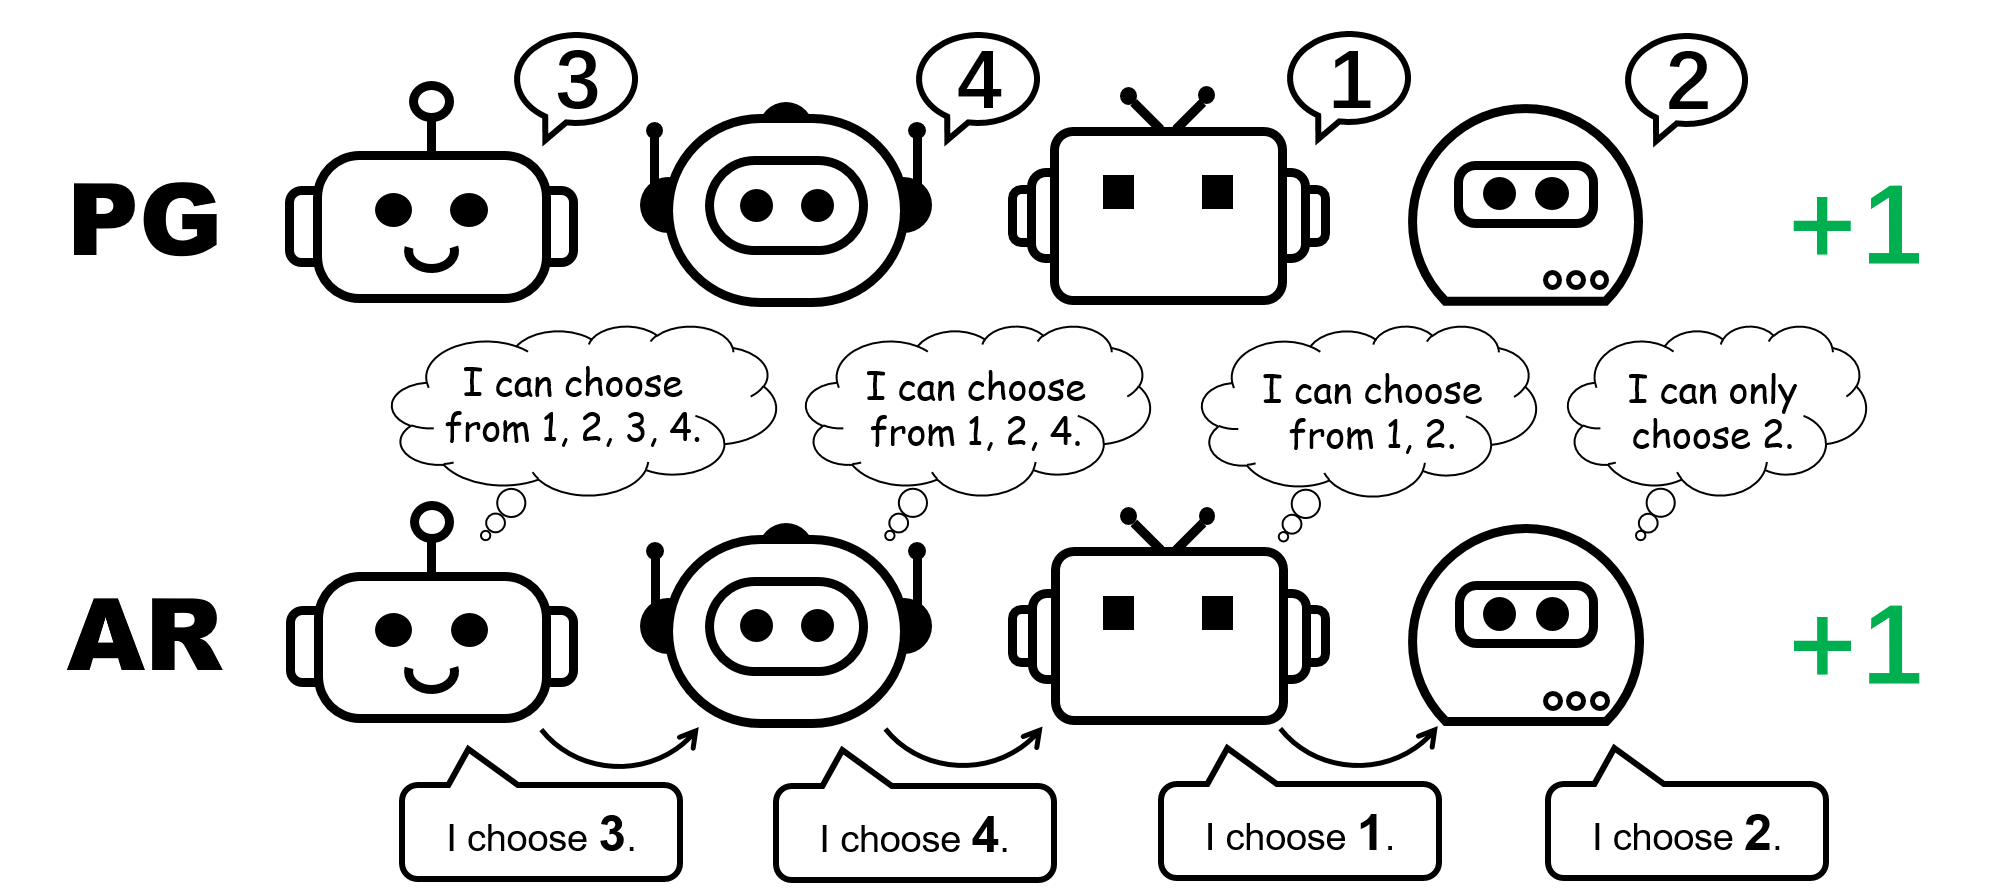 3
4
1
2
PG
+1
I can choose
from 1, 2, 3, 4.
I can choose
from 1, 2, 4.
I can choose
from 1, 2.
I can only
choose 2.
AR
+1
I choose 3.
I choose 4.
I choose 1.
I choose 2.